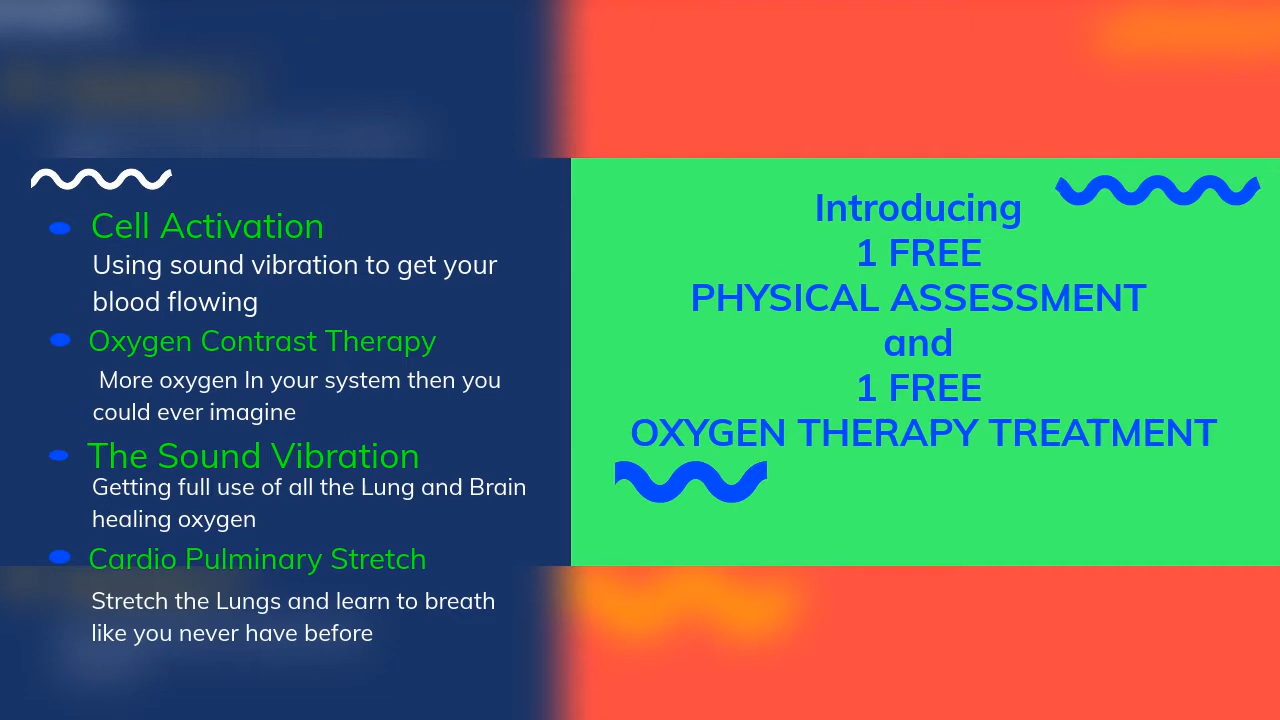 Cell Activation
Using sound vibration to get your
blood flowing
Oxygen Contrast Therapy
More oxygen In your system then you
could ever imagine
The Sound Vibration
Getting full use of all the Lung and Brain
healing oxygen
Cardio Pulminary Stretch
Stretch the Lungs and learn to breath
like you never have before
Introducing
1 FREE
PHYSICAL ASSESSMENT
and
1 FREE
OXYGEN THERAPY TREATMENT